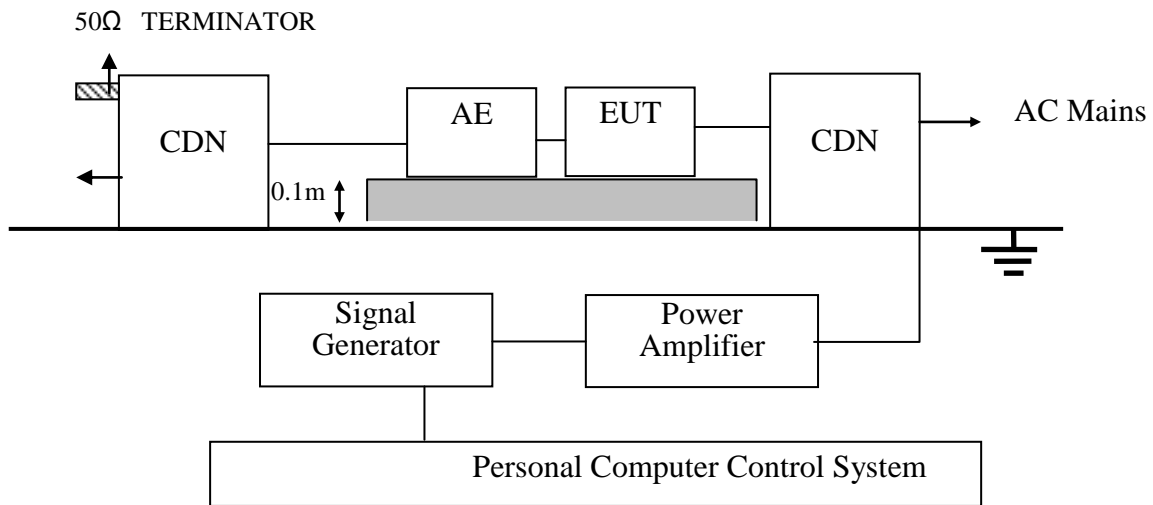 50Ω TERMINATOR
CDN
AE
EUT
CDN
AC Mains
0.1m
Signal
Generator
Power
Amplifier
Personal Computer Control System